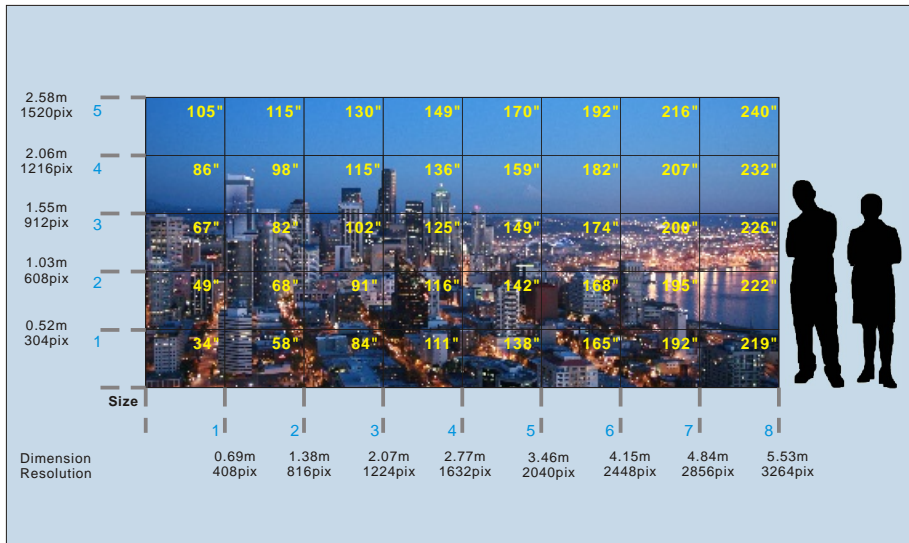 2.58m
1520pix 5 105" 115" 130" 149" 170" 192" 216" 240"
2.06m
1216pix 4 86" 98" 115" 136" 159" 182" 207" 232"
1.55m
912pix 3 67" 82" 102" 125" 149" 174" 200" 226"
1.03m
608pix 2 49" 68" 91" 116" 142" 168" 195" 222"
0.52m
304pix 1 34" 58" 84" 111" 138" 165" 192" 219"
Size
1 2 3 4 5 6 7 8
Dimension 0.69m 1.38m 2.07m 2.77m 3.46m 4.15m 4.84m 5.53m
Resolution 408pix 816pix 1224pix 1632pix 2040pix 2448pix 2856pix 3264pix